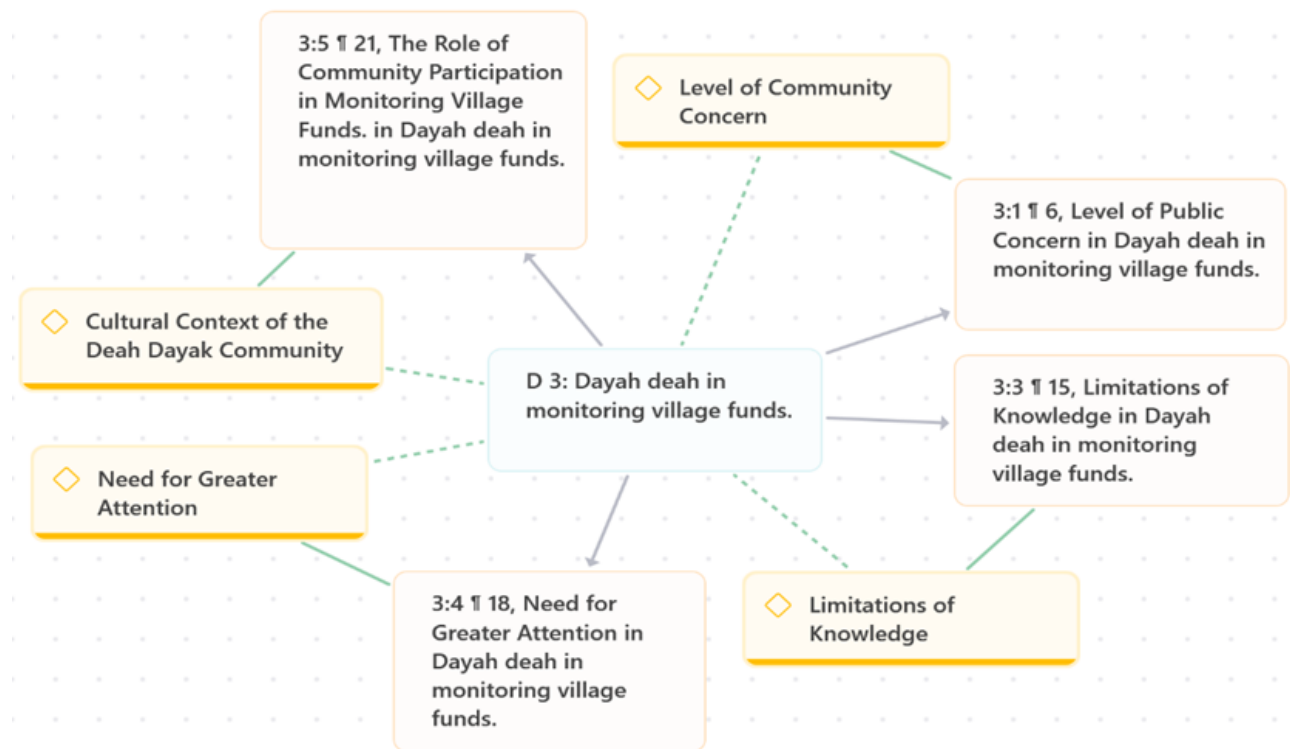 3:5 ¶ 21, The Role of
Community Participation
in Monitoring Village
Funds. in Dayah deah in
monitoring village funds.
Level of Community
Concern
3:1 ¶ 6, Level of Public
Concern in Dayah deah in
monitoring village funds.
Cultural Context of the
Deah Dayak Community
D 3: Dayah deah in
monitoring village funds.
3:3 ¶ 15, Limitations of
Knowledge in Dayah
deah in monitoring
village funds.
Need for Greater
Attention
3:4 ¶ 18, Need for
Greater Attention in
Dayah deah in
monitoring village
funds.
Limitations of
Knowledge